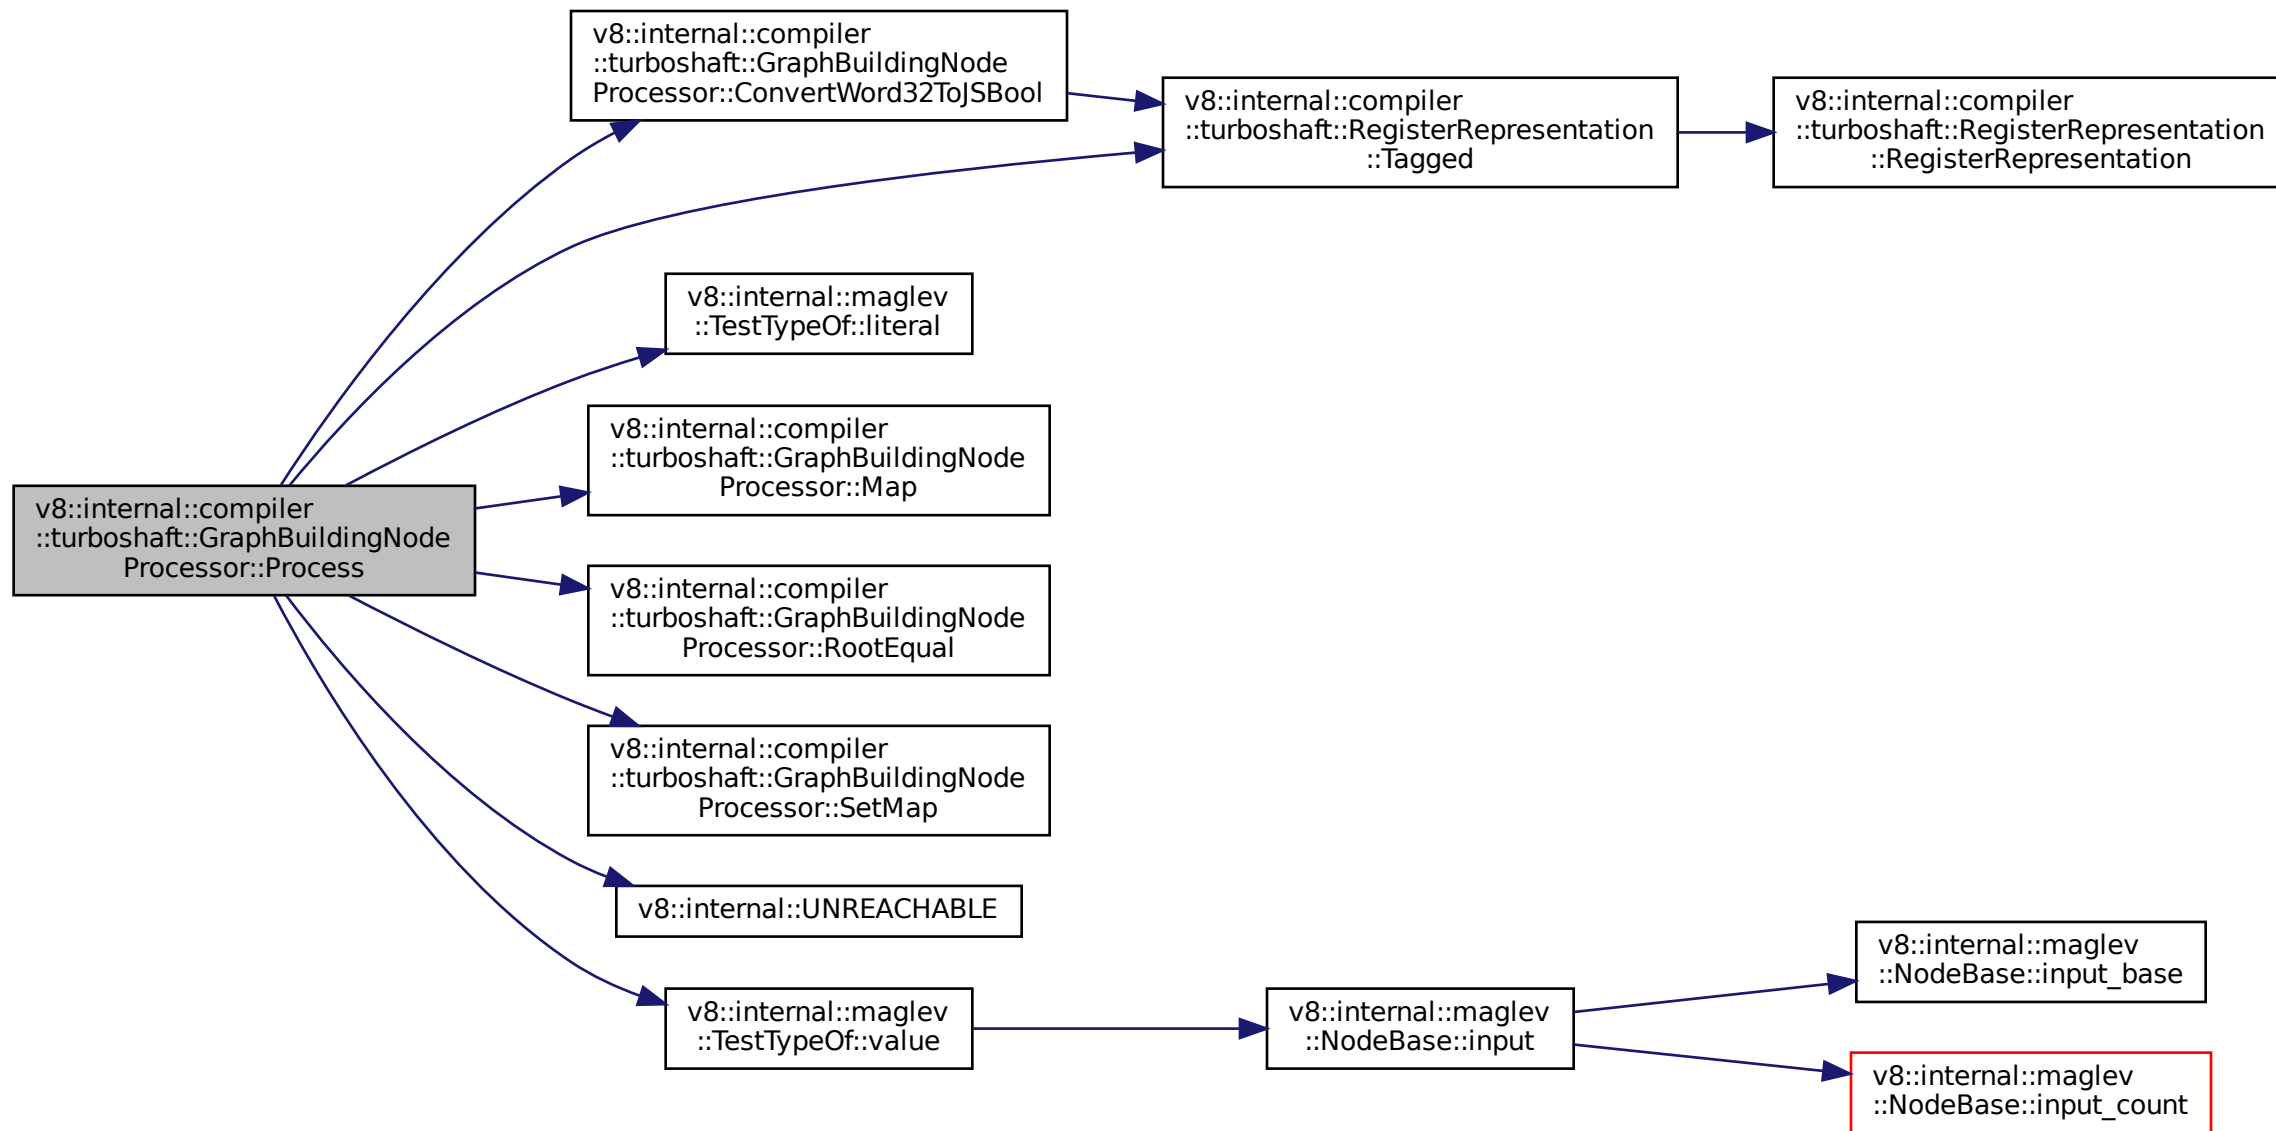 v8::internal::compiler
::turboshaft::GraphBuildingNode
Processor::ConvertWord32ToJSBool
v8::internal::compiler
::turboshaft::RegisterRepresentation
::Tagged
v8::internal::compiler
::turboshaft::RegisterRepresentation
::RegisterRepresentation
v8::internal::maglev
::TestTypeOf::literal
v8::internal::compiler
::turboshaft::GraphBuildingNode
Processor::Map
v8::internal::compiler
::turboshaft::GraphBuildingNode
Processor::Process
v8::internal::compiler
::turboshaft::GraphBuildingNode
Processor::RootEqual
v8::internal::compiler
::turboshaft::GraphBuildingNode
Processor::SetMap
v8::internal::UNREACHABLE
v8::internal::maglev
::TestTypeOf::value
v8::internal::maglev
::NodeBase::input
v8::internal::maglev
::NodeBase::input_base
v8::internal::maglev
::NodeBase::input_count